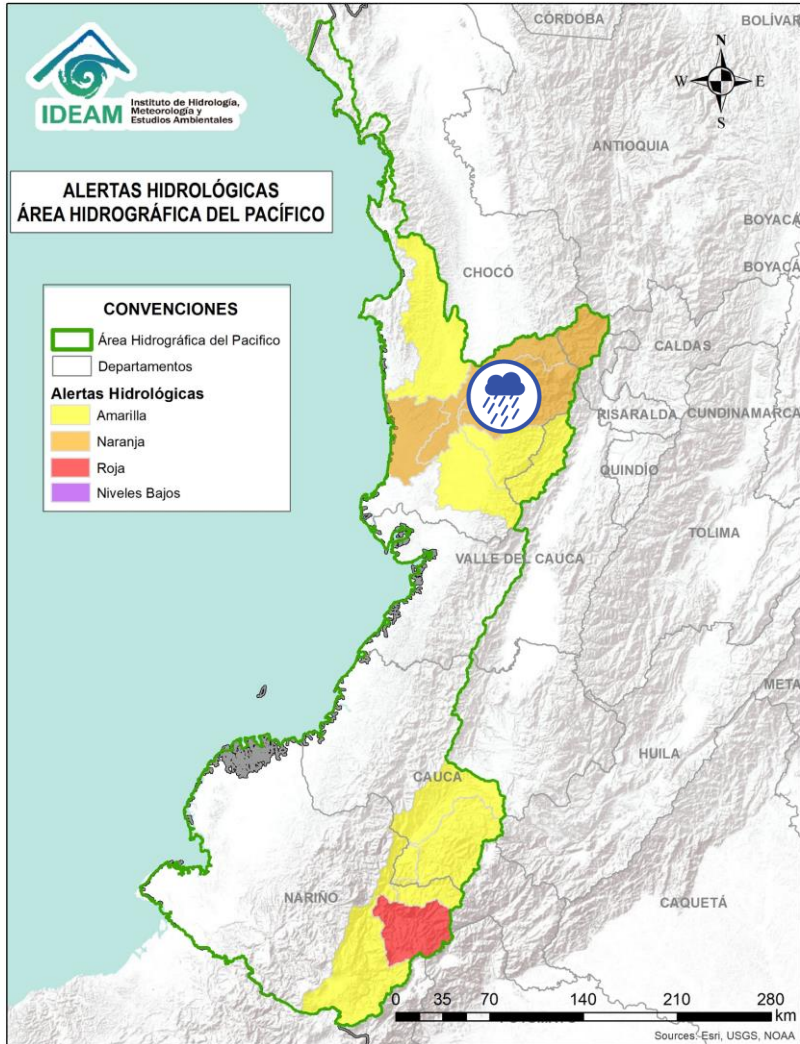 CÓRDOBA
BOLÍVAR
N
W
E
S
IDEAM
Instituto de Hidrología,
Meteorología y
Estudios Ambientales
ANTIOQUIA
ALERTAS HIDROLÓGICAS
ÁREA HIDROGRÁFICA DEL PACÍFICO
BOYACÁ
CHOCÓ
BOYACÁ
CONVENCIONES
Área Hidrográfica del Pacífico
Departamentos
Alertas Hidrológicas
Amarilla
Naranja
Roja
Niveles Bajos
CALDAS
RISARALDA
CUNDINAMARCA
QUINDÍO
TOLIMA
VALLE DEL CAUCA
META
HUILA
CAUCA
NARIÑO
CAQUETÁ
0 35 70 140 210 280
km
Sources: Esri, USGS, NOAA